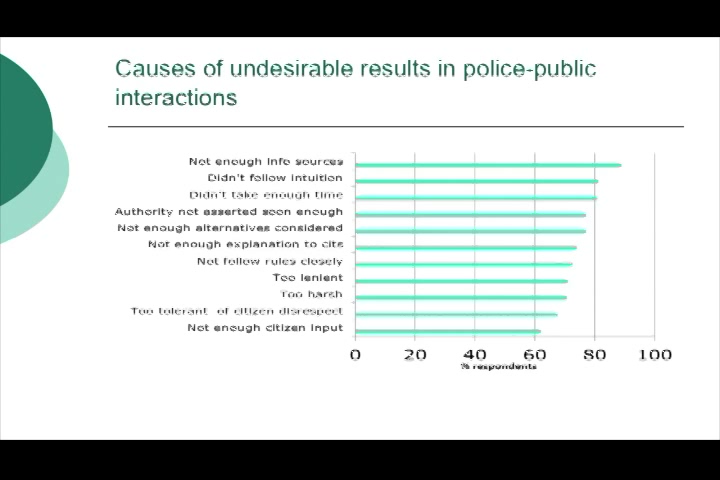 Causes of undesirable results in police-public
interactions
Not enough info sources
Didn't follow intuition
Didn't take enough time
Authority not asserted soon enough
Not enough alternatives considered
Not enough explanation to cits
Not follow rules closely
Too lenient
Too harsh
Too tolerant of citizen disrespect
Not enough citizen input
0 20 40 60 80 100
% respondents